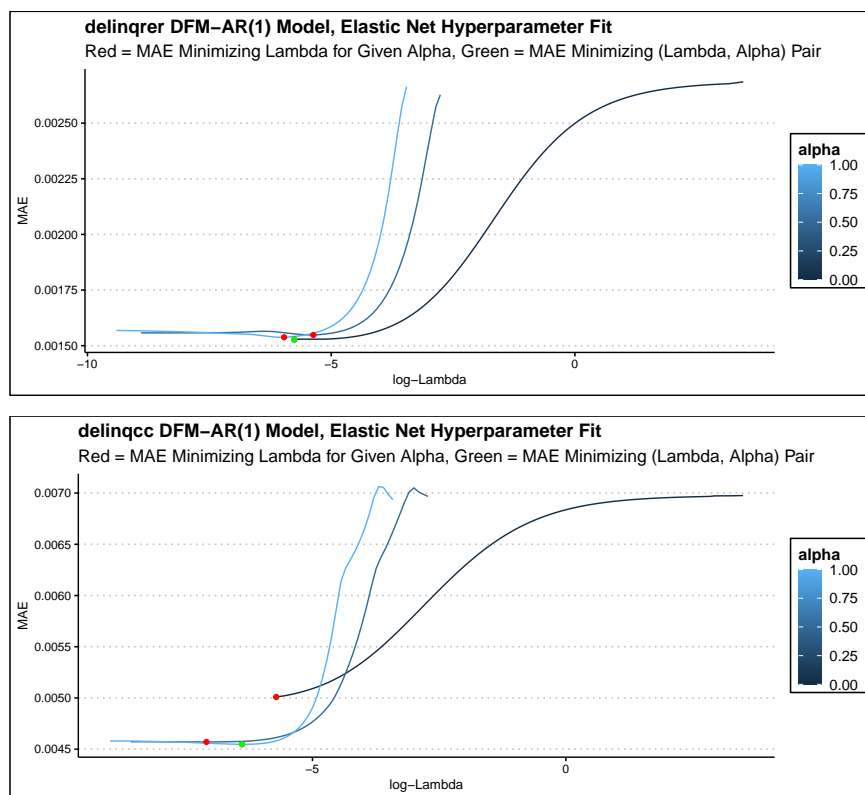 delinqrer DFM−AR(1) Model, Elastic Net Hyperparameter Fit
Red = MAE Minimizing Lambda for Given Alpha, Green = MAE Minimizing (Lambda, Alpha) Pair
0.00250
0.00225
0.00200
0.00175
0.00150
MAE
−10
−5
0
log−Lambda
alpha
1.00
0.75
0.50
0.25
0.00
delinqcc DFM−AR(1) Model, Elastic Net Hyperparameter Fit
Red = MAE Minimizing Lambda for Given Alpha, Green = MAE Minimizing (Lambda, Alpha) Pair
0.0070
0.0065
0.0060
0.0055
0.0050
0.0045
MAE
−5
0
log−Lambda
alpha
1.00
0.75
0.50
0.25
0.00